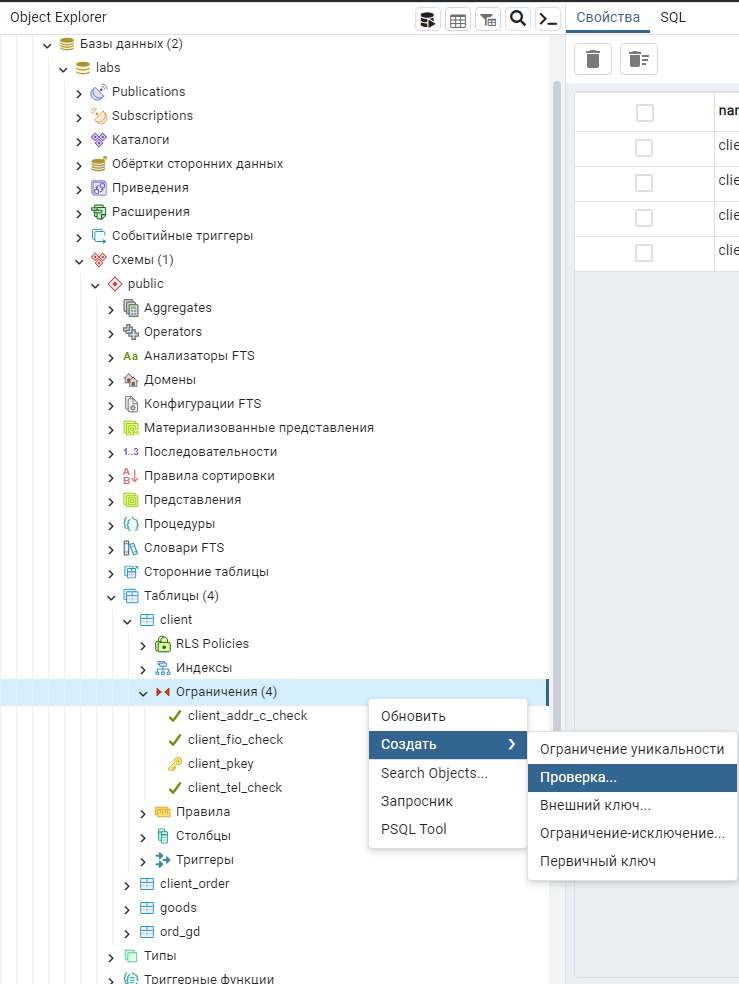 Object Explorer
Свойства
SQL
Базы данных (2)
labs
Publications
Subscriptions
Каталоги
Обёртки сторонних данных
Приведения
Расширения
Событийные триггеры
Схемы (1)
public
Aggregates
Operators
Aa Анализаторы FTS
Домены
Конфигурации FTS
Материализованные представления
1..3 Последовательности
Правила сортировки
Представления
Процедуры
Словари FTS
Сторонние таблицы
Таблицы (4)
client
RLS Policies
Индексы
Ограничения (4)
client_addr_c_check
client_fio_check
client_pkey
client_tel_check
Правила
Столбцы
Триггеры
client_order
goods
ord_gd
Типы
Триггерные функции
Обновить
Создать
Search Objects...
Запросник
PSQL Tool
Ограничение уникальности
Проверка...
Внешний ключ...
Ограничение-исключение...
Первичный ключ
nar
clie
clie
clie
clie